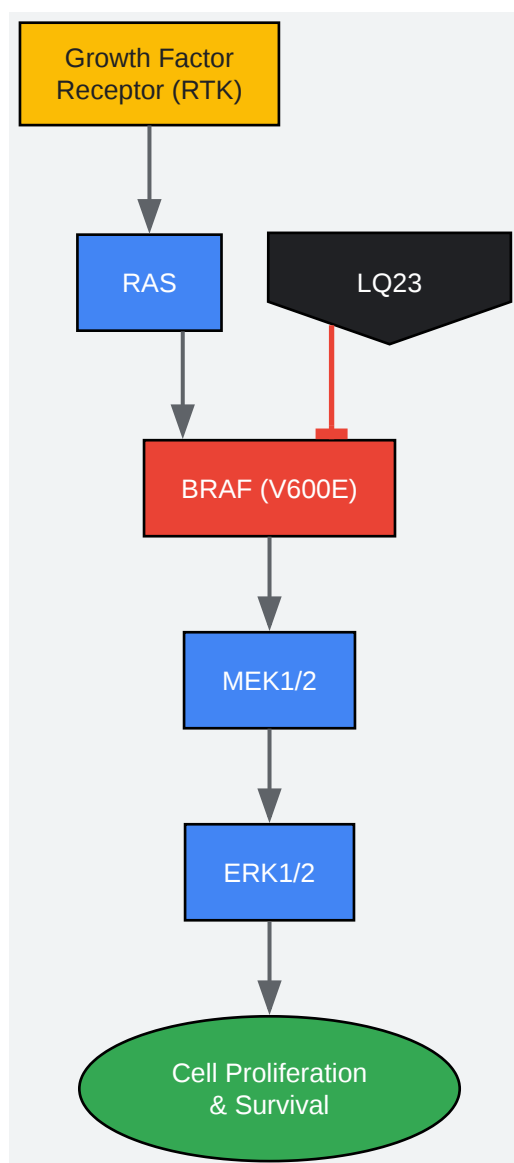 Growth Factor
Receptor (RTK)
RAS
LQ23
BRAF (V600E)
MEK1/2
ERK1/2
Cell Proliferation
& Survival